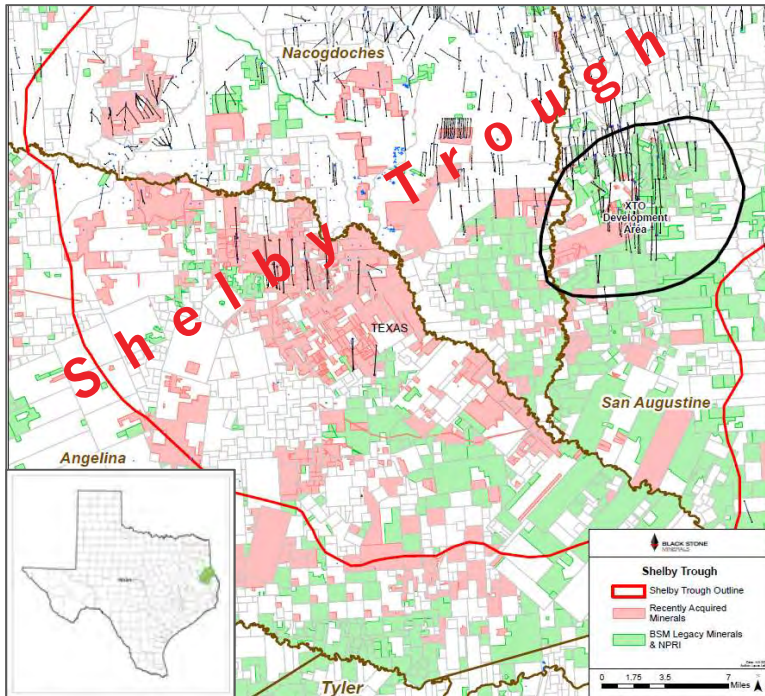 Nacogdoches
Shelby Trough
XTO
Development
Area
TEXAS
San Augustine
Angelina
Tyler
BLACK STONE
MINERALS
Shelby Trough
Shelby Trough Outline
Recently Acquired
Minerals
BSM Legacy Minerals
& NPRI
0 1.75 3.5 7
Miles